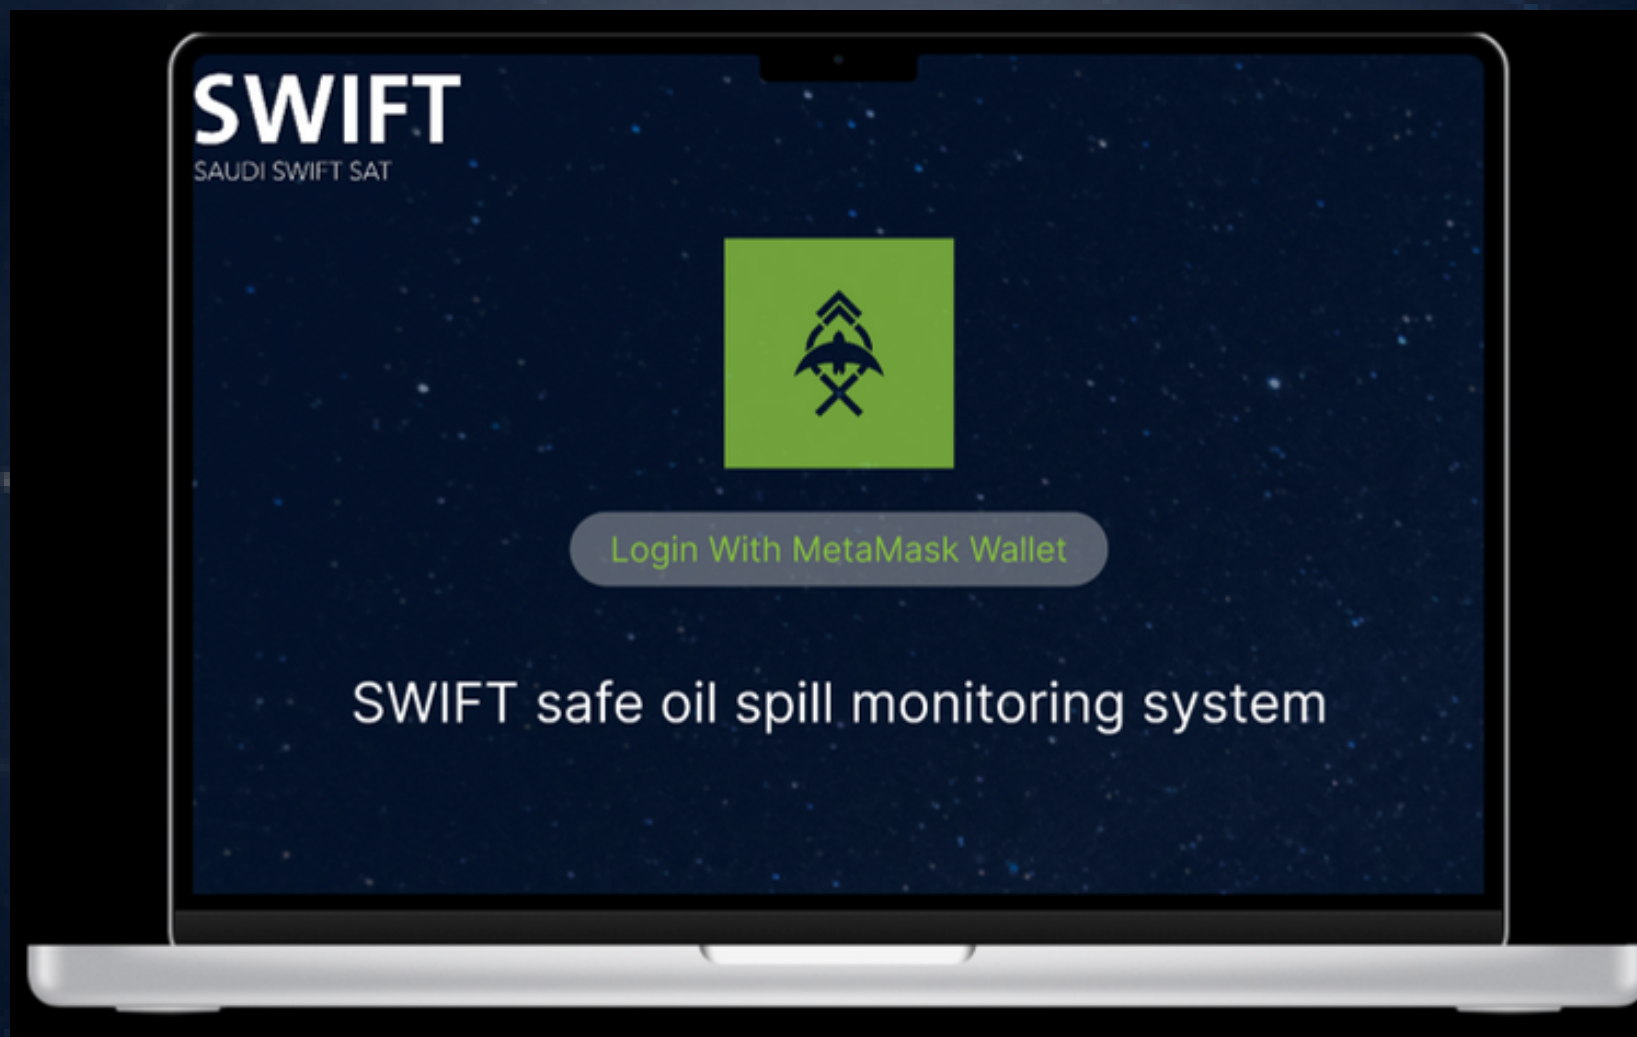 SWIFT
SAUDI SWIFT SAT
Login With MetaMask Wallet
SWIFT safe oil spill monitoring system